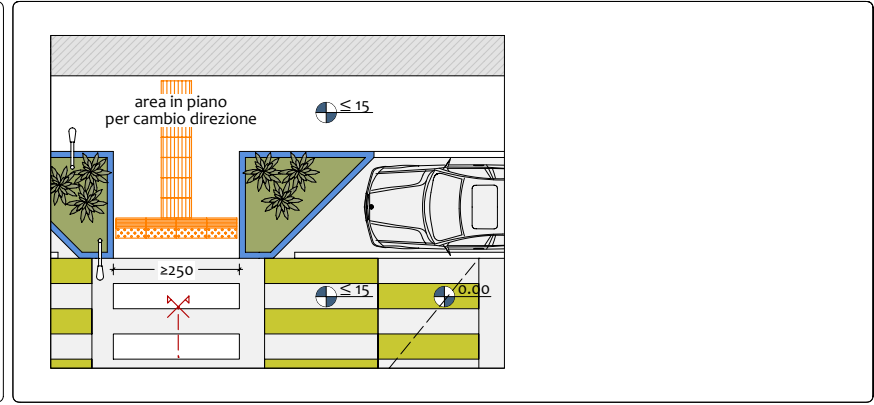 area in piano
per cambio direzione
≤ 15
≥250
≤ 15
0.00